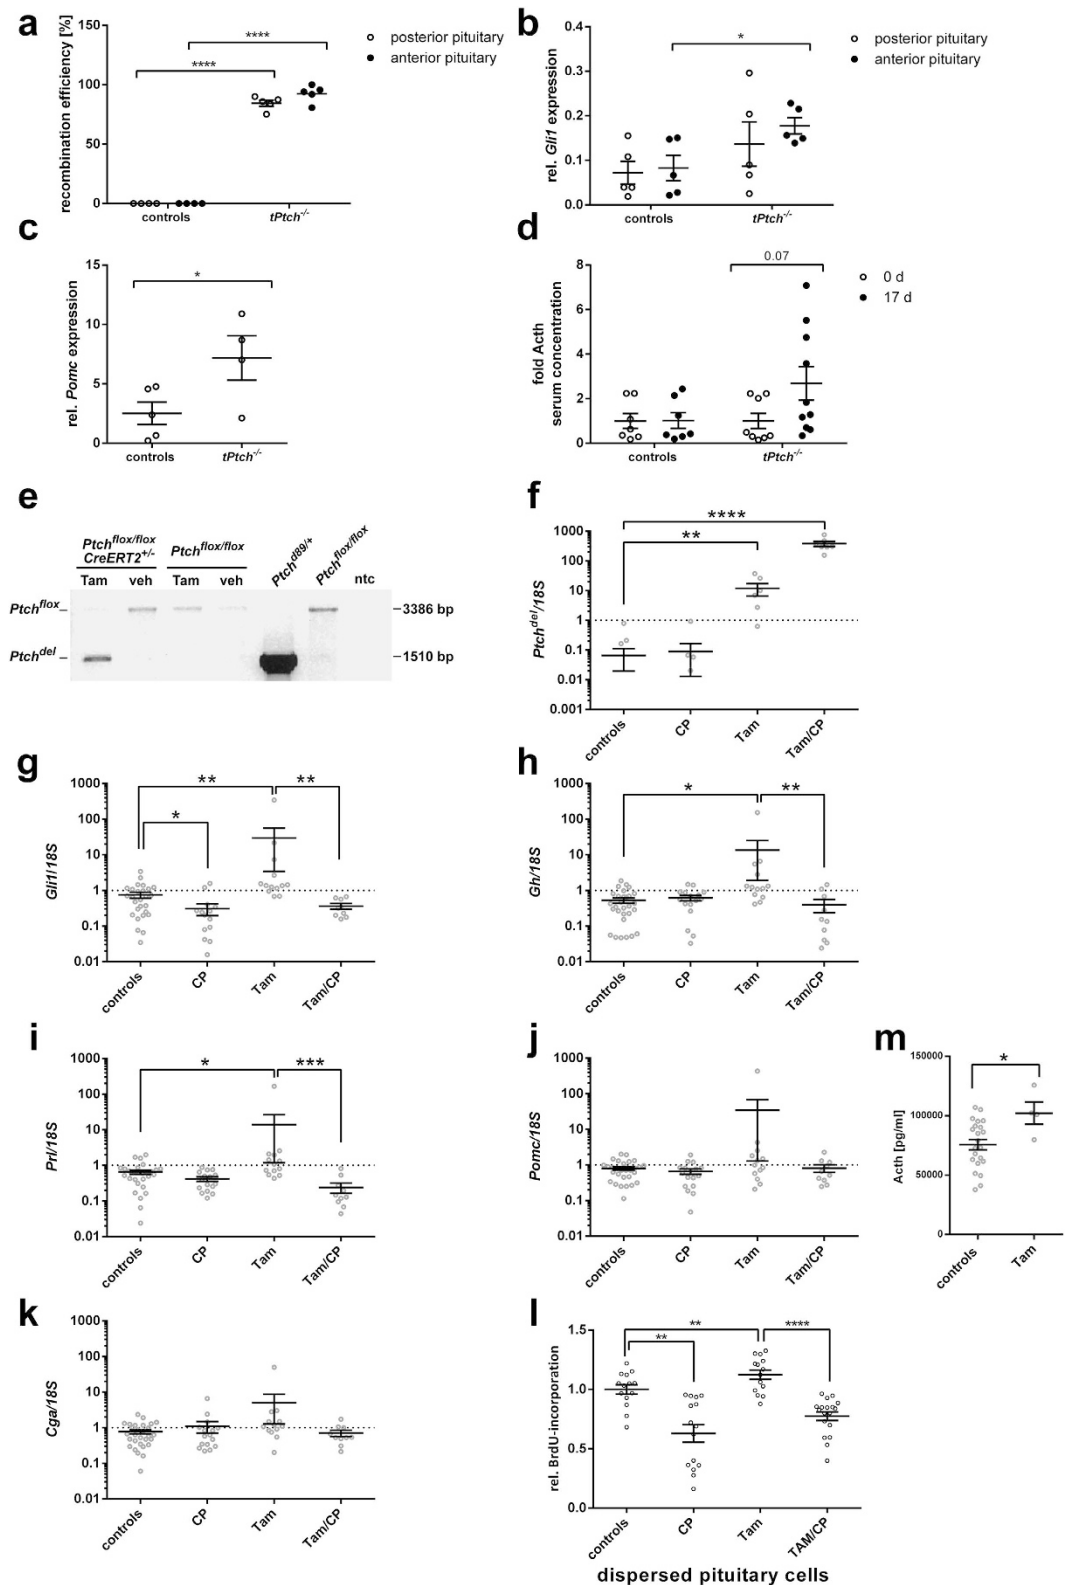 a
recombination efficiency [%]
150
100
50
0
****
****
posterior pituitary
anterior pituitary
controls
tPtch-/-
b
rel. Gli1 expression
0.4
0.3
0.2
0.1
0.0
*
posterior pituitary
anterior pituitary
controls
tPtch-/-
c
rel. Pomc expression
15
10
5
0
*
controls
tPtch-/-
d
fold Acth
serum concentration
8
6
4
2
0
0.07
0 d
17 d
controls
tPtch-/-
e
Ptchflox/flox
CreERT2+/-
Ptchflox/flox
Ptchd89/+
Ptchflox/flox
Tam veh Tam veh ntc
Ptchflox– –3386 bp
Ptchdel – –1510 bp
f
Ptchdel/18S
1000
100
10
1
0.1
0.01
0.001
****
**
controls
CP
Tam
Tam/CP
g
Gli1/18S
1000
100
10
1
0.1
0.01
** **
*
controls
CP
Tam
Tam/CP
h
Gh/18S
1000
100
10
1
0.1
0.01
* **
controls
CP
Tam
Tam/CP
i
Prl/18S
1000
100
10
1
0.1
0.01
* ***
controls
CP
Tam
Tam/CP
j
Pomc/18S
1000
100
10
1
0.1
0.01
controls
CP
Tam
Tam/CP
m
Acth [pg/ml]
150000
100000
50000
0
*
controls
Tam
k
Cga/18S
1000
100
10
1
0.1
0.01
controls
CP
Tam
Tam/CP
l
rel. BrdU-incorporation
1.5
1.0
0.5
0.0
** ****
**
controls
CP
Tam
TAM/CP
dispersed pituitary cells